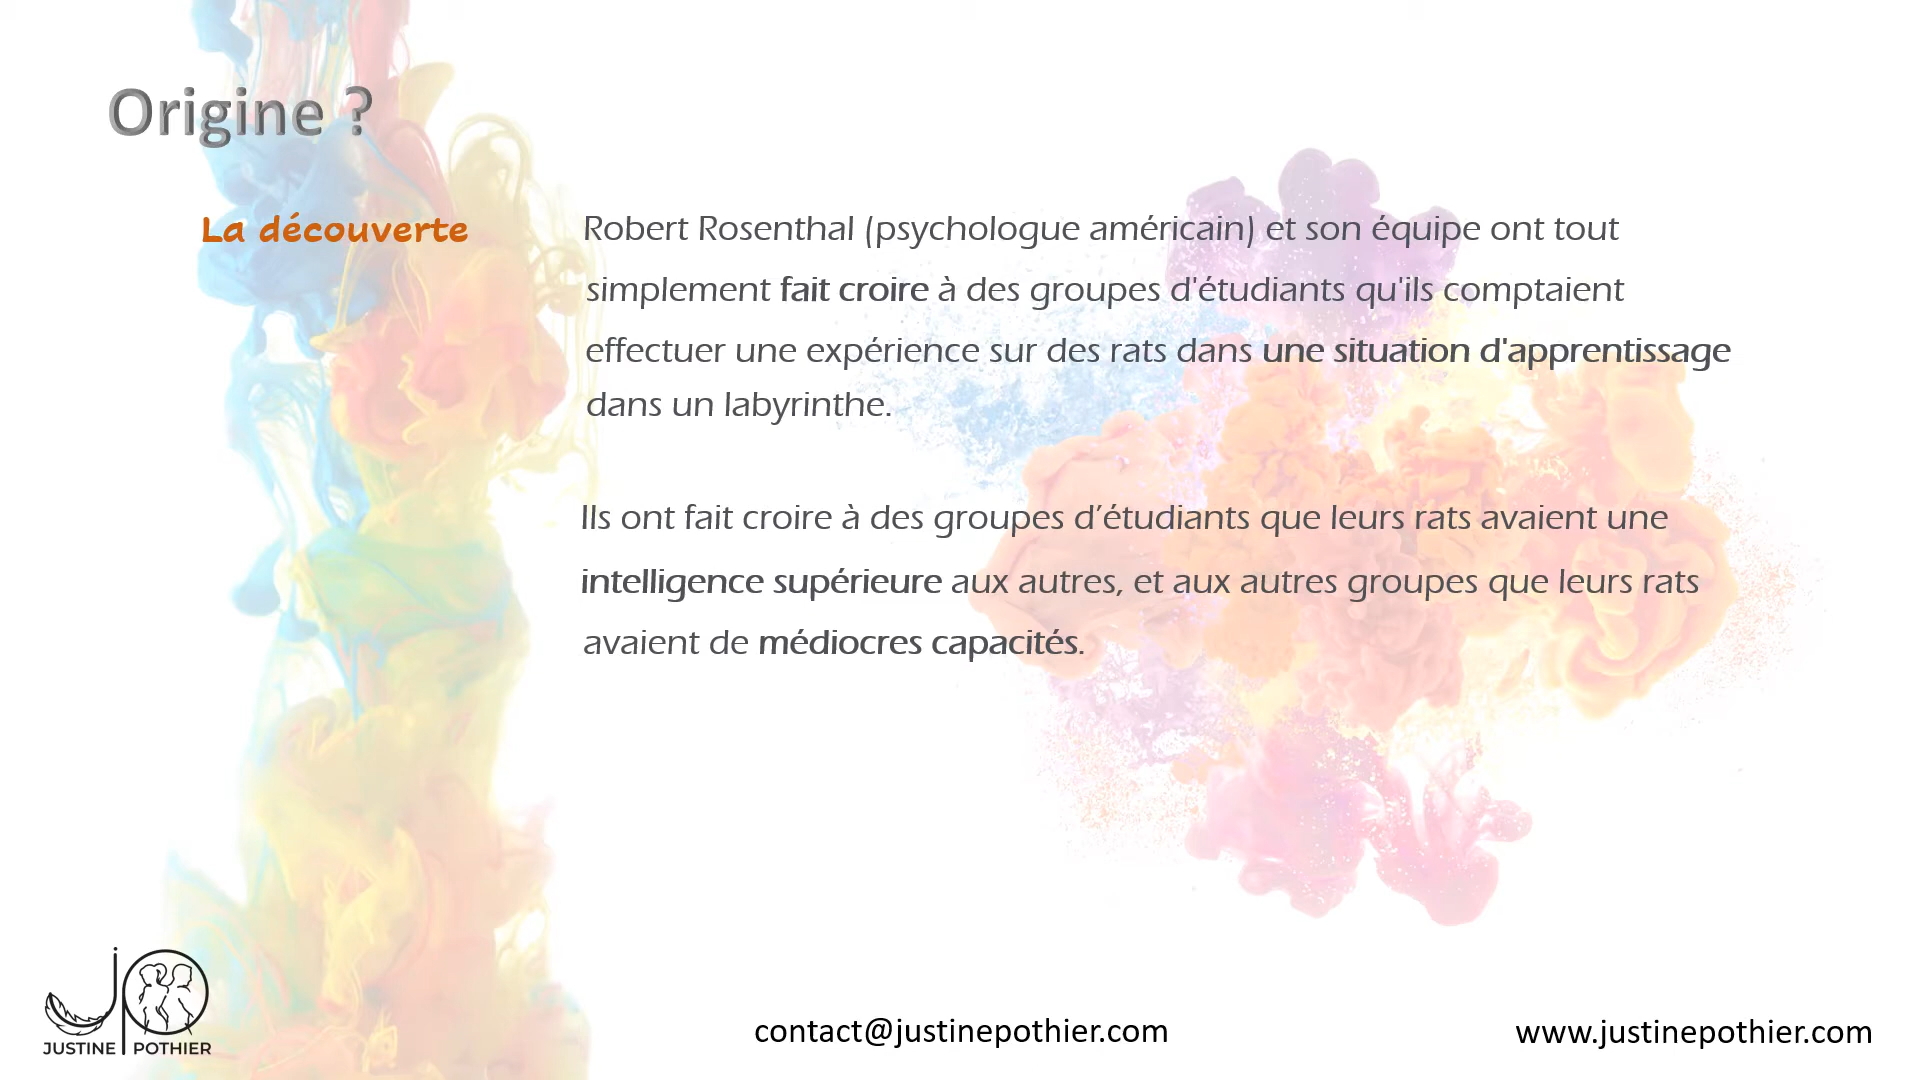 Origine ?
La découverte
Robert Rosenthal (psychologue américain) et son équipe ont tout
simplement fait croire à des groupes d'étudiants qu'ils comptaient
effectuer une expérience sur des rats dans une situation d'apprentissage
dans un labyrinthe.
Ils ont fait croire à des groupes d’étudiants que leurs rats avaient une
intelligence supérieure aux autres, et aux autres groupes que leurs rats
avaient de médiocres capacités.
JUSTINE POTHIER
contact@justinepothier.com
www.justinepothier.com